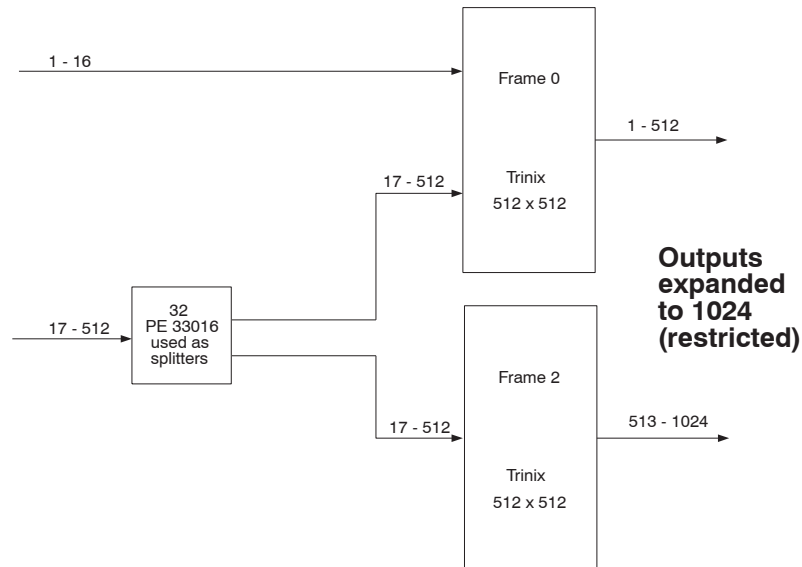 1 - 16
Frame 0
1 - 512
17 - 512
Trinix
512 x 512
Outputs
expanded
to 1024
(restricted)
32
PE 33016
used as
splitters
17 - 512
Frame 2
17 - 512
513 - 1024
Trinix
512 x 512